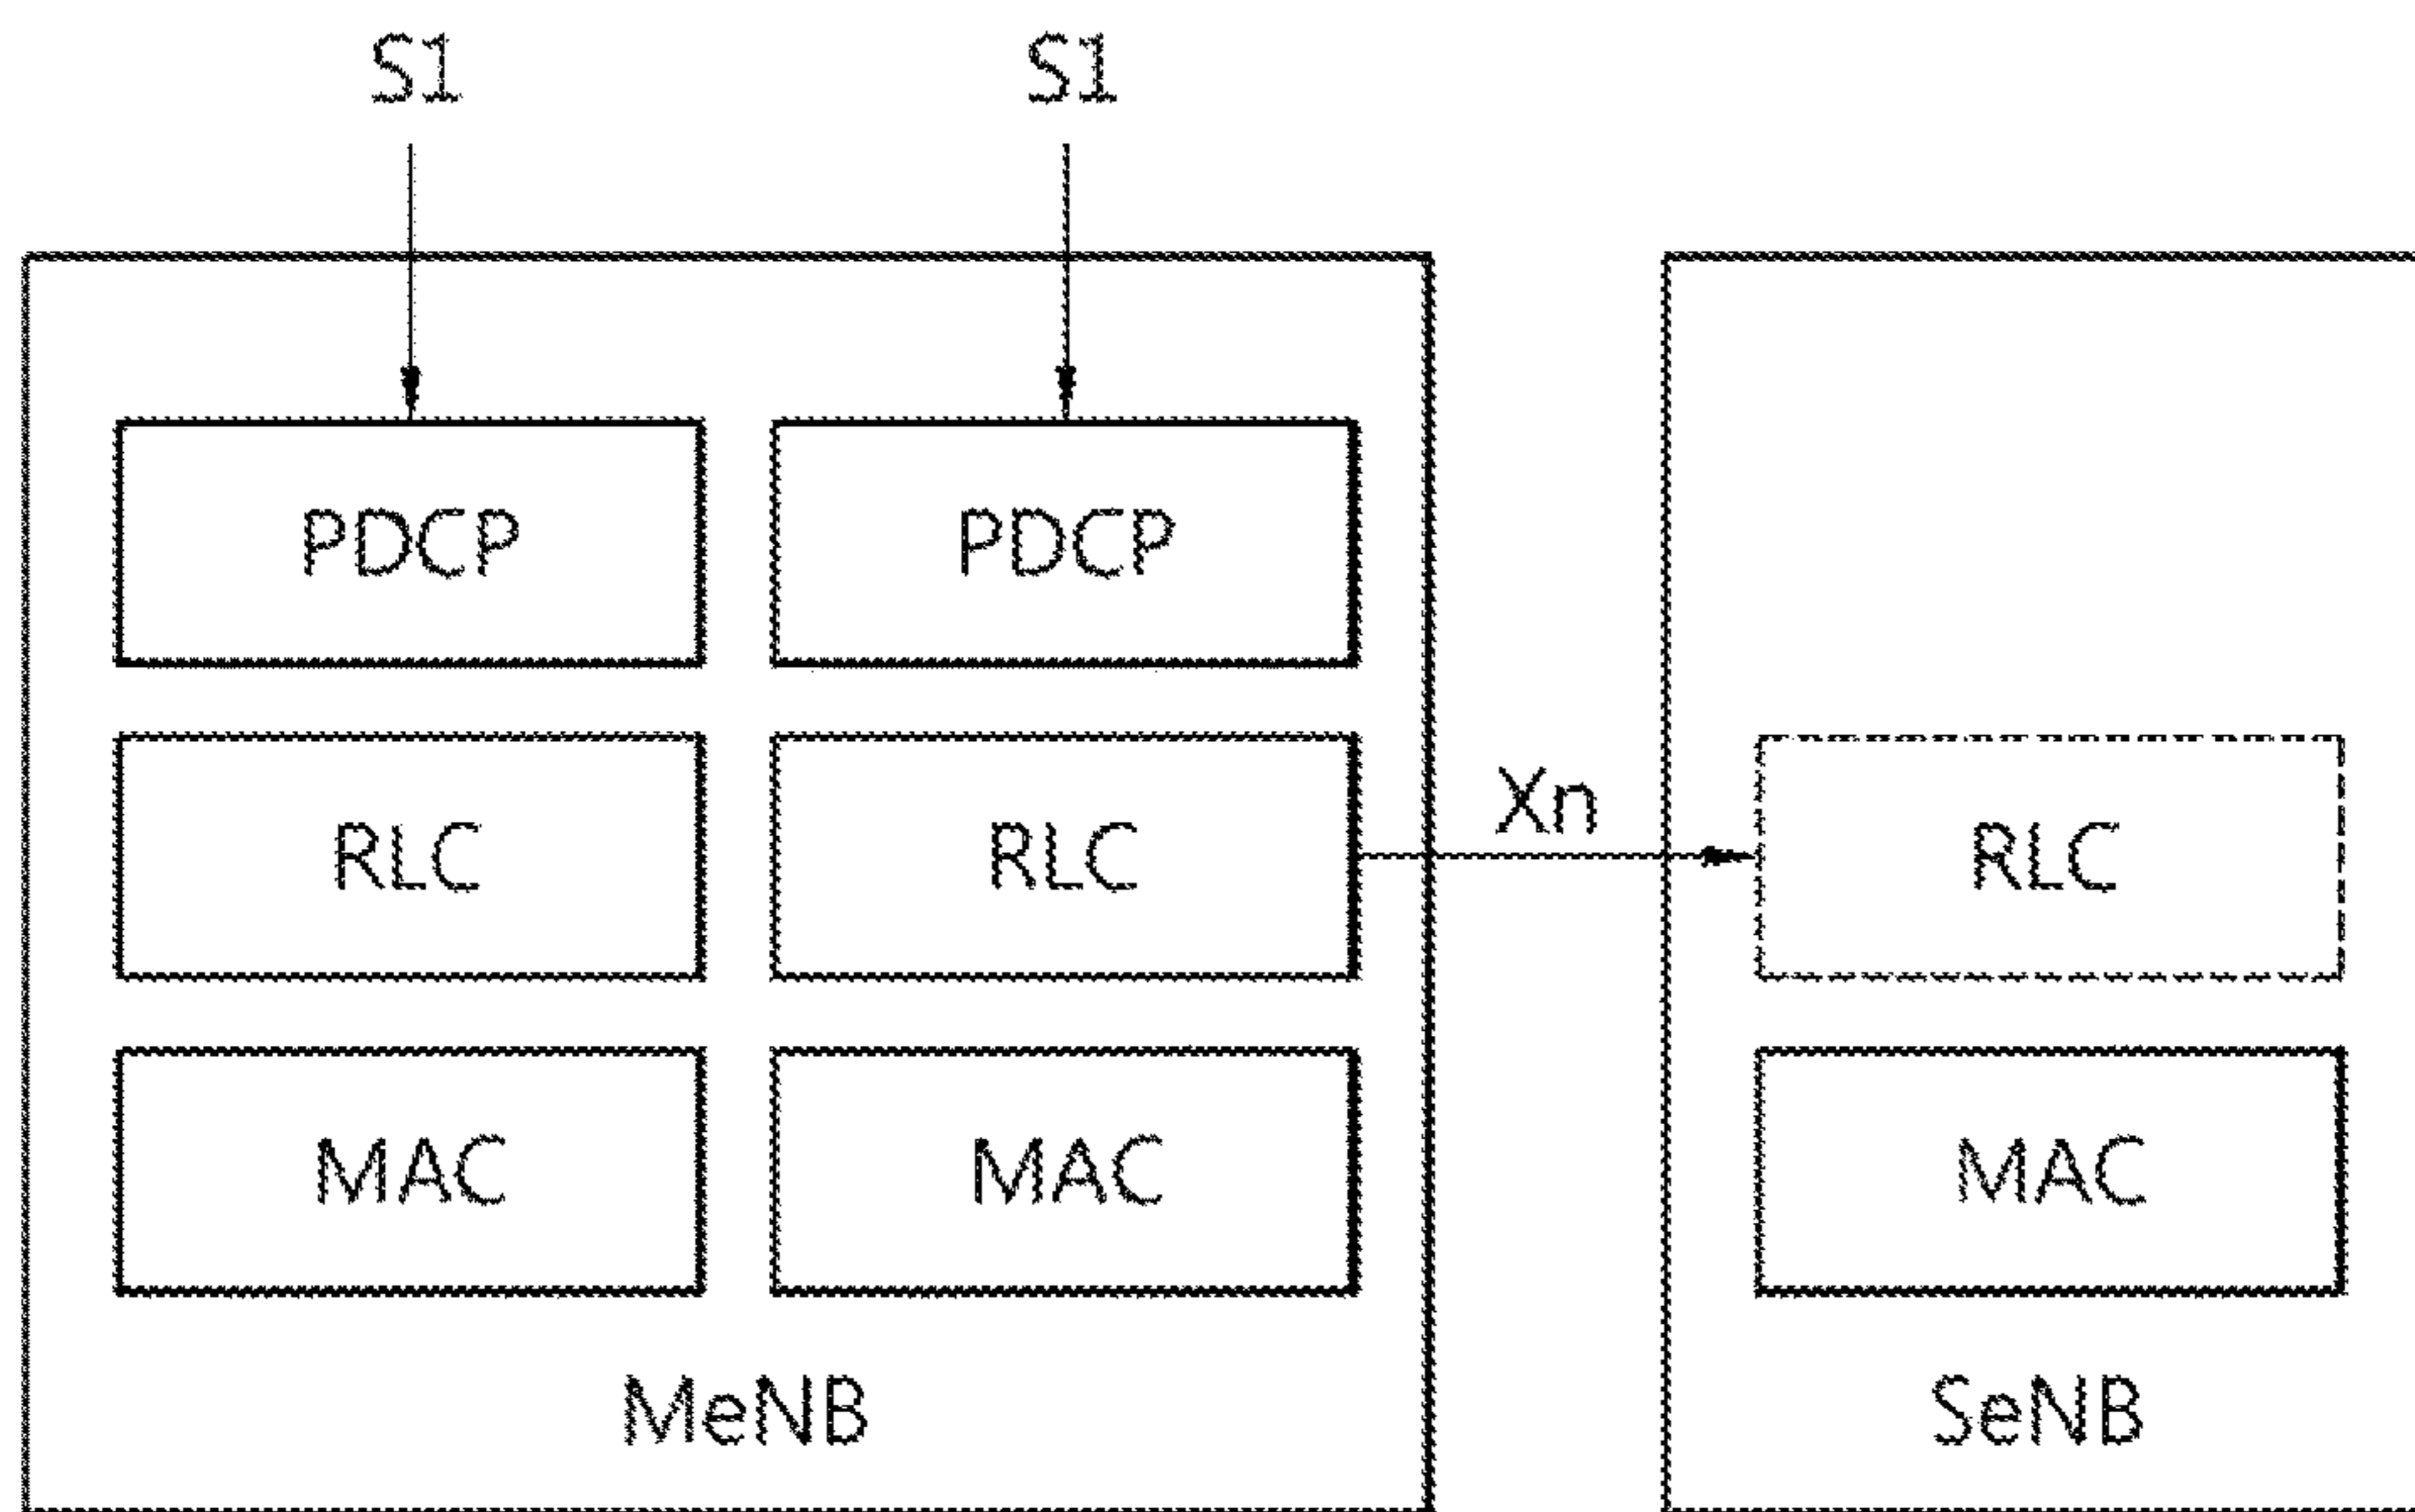 S1 S1
PDCP PDCP
Xn
RLC RLC RLC
MAC MAC MAC
MeNB SeNB